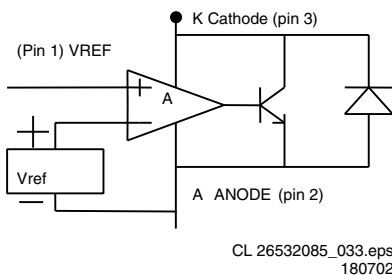 K Cathode (pin 3)
(Pin 1) VREF
+
A
+
−
Vref
−
A ANODE (pin 2)
CL 26532085_033.eps
180702